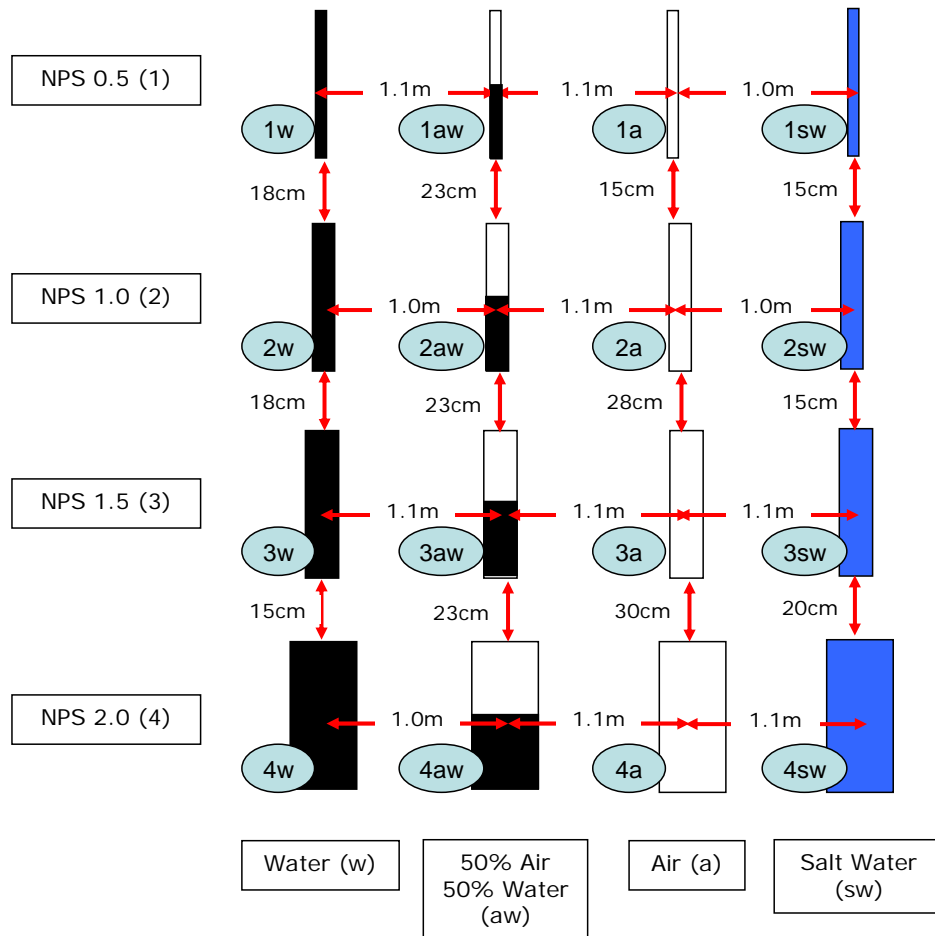 NPS 0.5 (1)
1.1m
1.1m
1.0m
1w
1aw
1a
1sw
18cm
23cm
15cm
15cm
NPS 1.0 (2)
1.0m
1.1m
1.0m
2w
2aw
2a
2sw
18cm
23cm
28cm
15cm
NPS 1.5 (3)
1.1m
1.1m
1.1m
3w
3aw
3a
3sw
15cm
23cm
30cm
20cm
NPS 2.0 (4)
1.0m
1.1m
1.1m
4w
4aw
4a
4sw
Water (w)
50% Air
50% Water
(aw)
Air (a)
Salt Water
(sw)